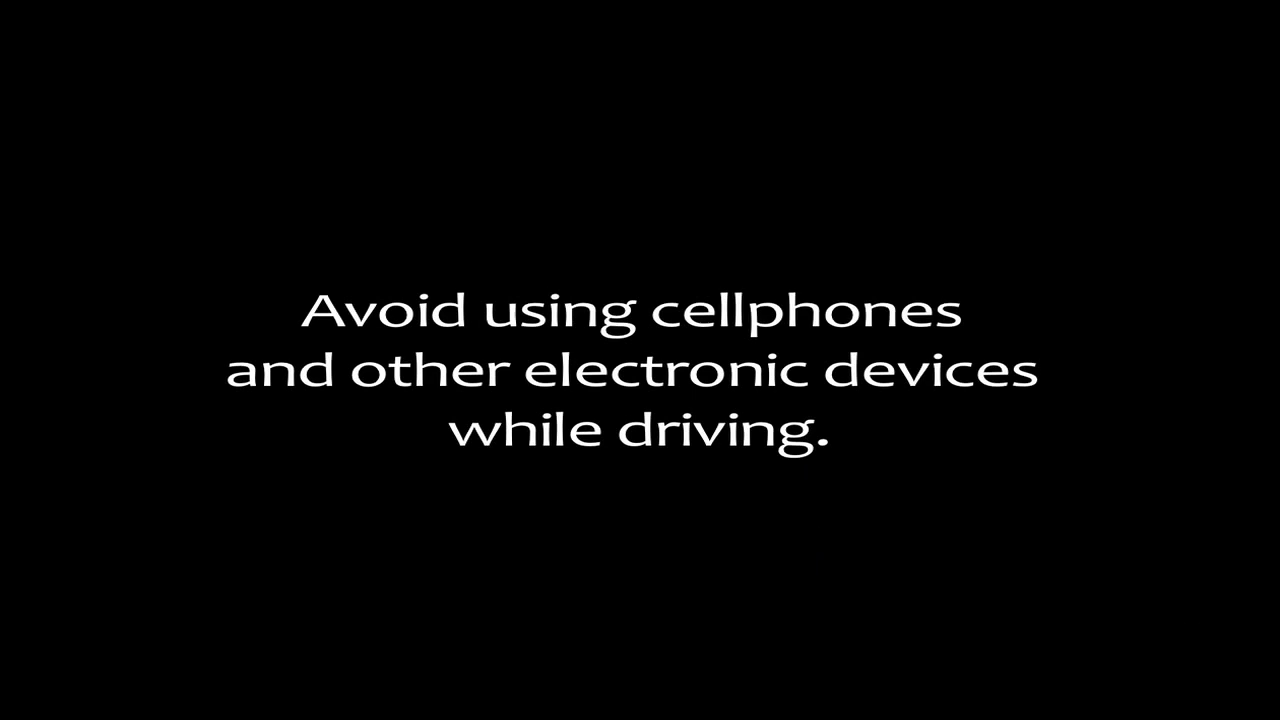 Avoid using cellphones
and other electronic devices
while driving.